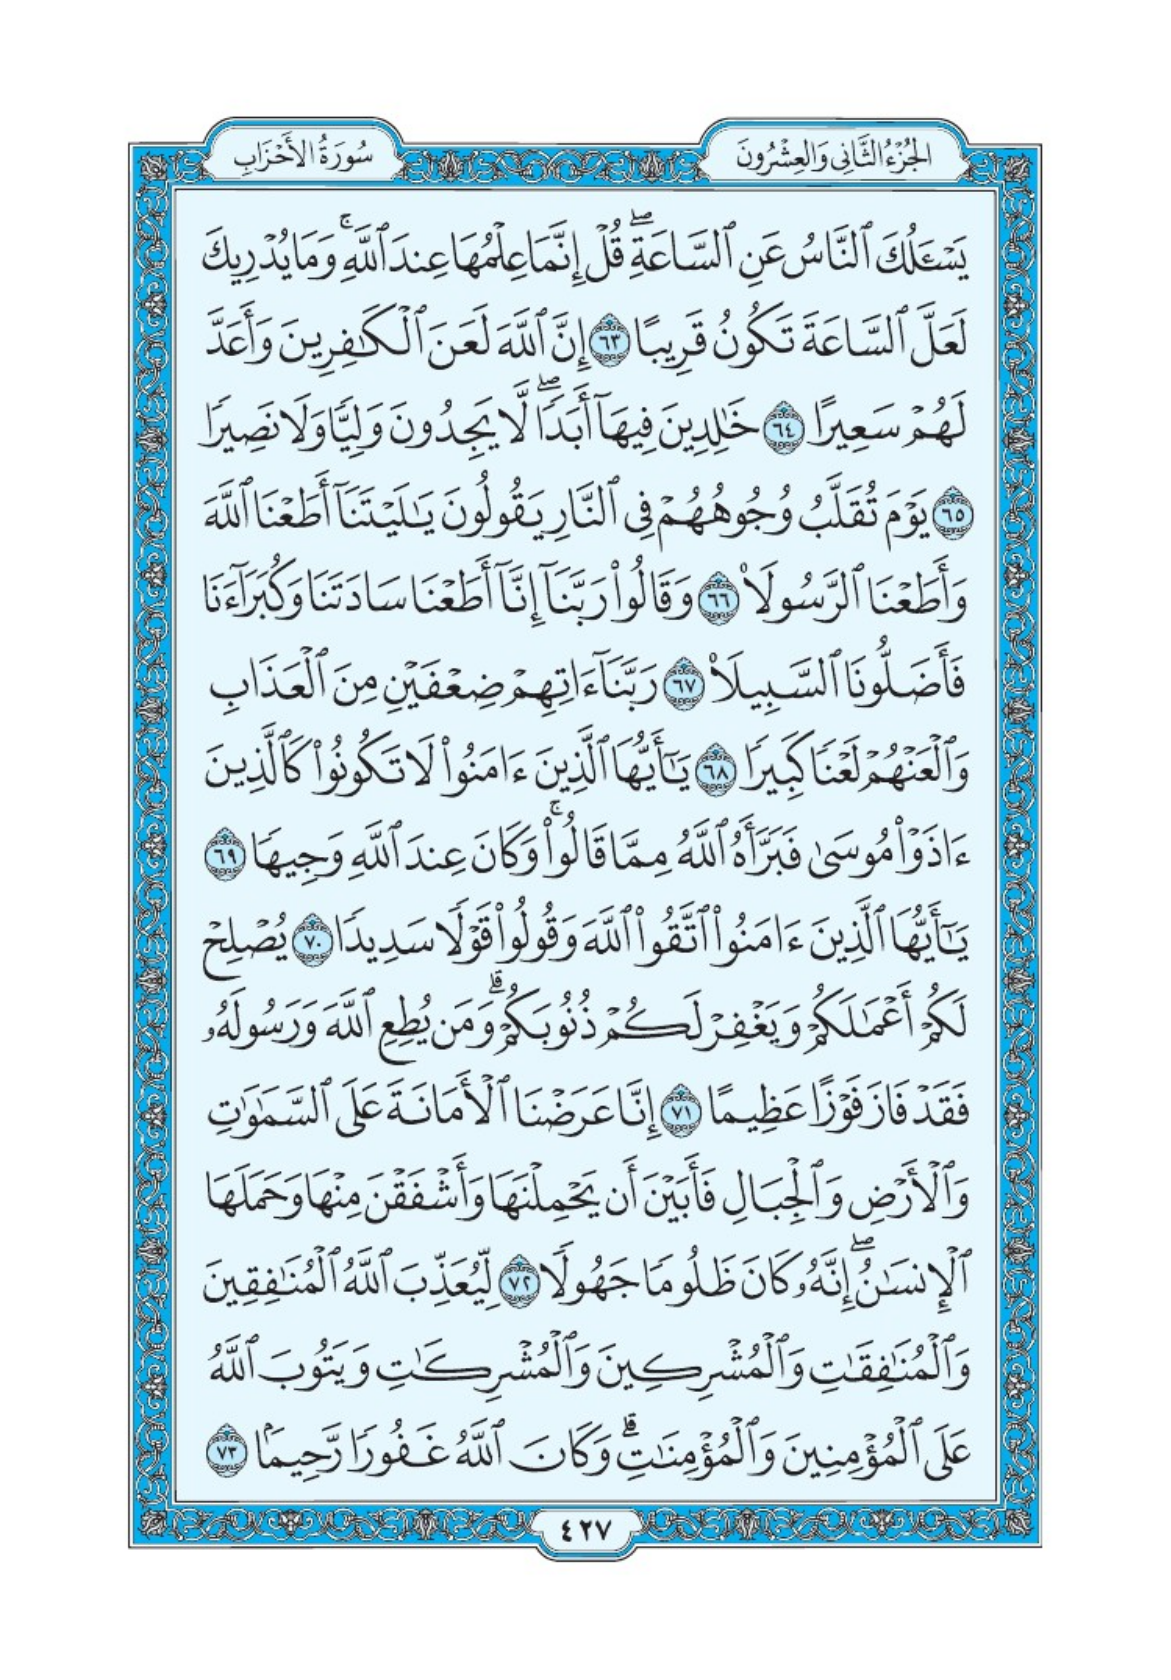 الجُزْءُ الثَّانِي وَالعِشْرُونَ
سُورَةُ الأَحْزَابِ
يَسْـَٔلُكَ ٱلنَّاسُ عَنِ ٱلسَّاعَةِۖ قُلْ إِنَّمَا عِلْمُهَا عِندَ ٱللَّهِۚ وَمَا يُدْرِيكَ
لَعَلَّ ٱلسَّاعَةَ تَكُونُ قَرِيبًا ٦٣ إِنَّ ٱللَّهَ لَعَنَ ٱلْكَٰفِرِينَ وَأَعَدَّ
لَهُمْ سَعِيرًا ٦٤ خَٰلِدِينَ فِيهَآ أَبَدًاۖ لَّا يَجِدُونَ وَلِيًّا وَلَا نَصِيرًا
٦٥ يَوْمَ تُقَلَّبُ وُجُوهُهُمْ فِي ٱلنَّارِ يَقُولُونَ يَٰلَيْتَنَآ أَطَعْنَا ٱللَّهَ
وَأَطَعْنَا ٱلرَّسُولَا۠ ٦٦ وَقَالُوا۟ رَبَّنَآ إِنَّآ أَطَعْنَا سَادَتَنَا وَكُبَرَآءَنَا
فَأَضَلُّونَا ٱلسَّبِيلَا۠ ٦٧ رَبَّنَآ ءَاتِهِمْ ضِعْفَيْنِ مِنَ ٱلْعَذَابِ
وَٱلْعَنْهُمْ لَعْنًا كَبِيرًا ٦٨ يَٰٓأَيُّهَا ٱلَّذِينَ ءَامَنُوا۟ لَا تَكُونُوا۟ كَٱلَّذِينَ
ءَاذَوْا۟ مُوسَىٰ فَبَرَّأَهُ ٱللَّهُ مِمَّا قَالُوا۟ۚ وَكَانَ عِندَ ٱللَّهِ وَجِيهًا ٦٩
يَٰٓأَيُّهَا ٱلَّذِينَ ءَامَنُوا۟ ٱتَّقُوا۟ ٱللَّهَ وَقُولُوا۟ قَوْلًا سَدِيدًا ٧٠ يُصْلِحْ
لَكُمْ أَعْمَٰلَكُمْ وَيَغْفِرْ لَكُمْ ذُنُوبَكُمْۗ وَمَن يُطِعِ ٱللَّهَ وَرَسُولَهُۥ
فَقَدْ فَازَ فَوْزًا عَظِيمًا ٧١ إِنَّا عَرَضْنَا ٱلْأَمَانَةَ عَلَى ٱلسَّمَٰوَٰتِ
وَٱلْأَرْضِ وَٱلْجِبَالِ فَأَبَيْنَ أَن يَحْمِلْنَهَا وَأَشْفَقْنَ مِنْهَا وَحَمَلَهَا
ٱلْإِنسَٰنُۖ إِنَّهُۥ كَانَ ظَلُومًا جَهُولًا ٧٢ لِّيُعَذِّبَ ٱللَّهُ ٱلْمُنَٰفِقِينَ
وَٱلْمُنَٰفِقَٰتِ وَٱلْمُشْرِكِينَ وَٱلْمُشْرِكَٰتِ وَيَتُوبَ ٱللَّهُ
عَلَى ٱلْمُؤْمِنِينَ وَٱلْمُؤْمِنَٰتِۗ وَكَانَ ٱللَّهُ غَفُورًا رَّحِيمًۢا ٧٣
٤٢٧